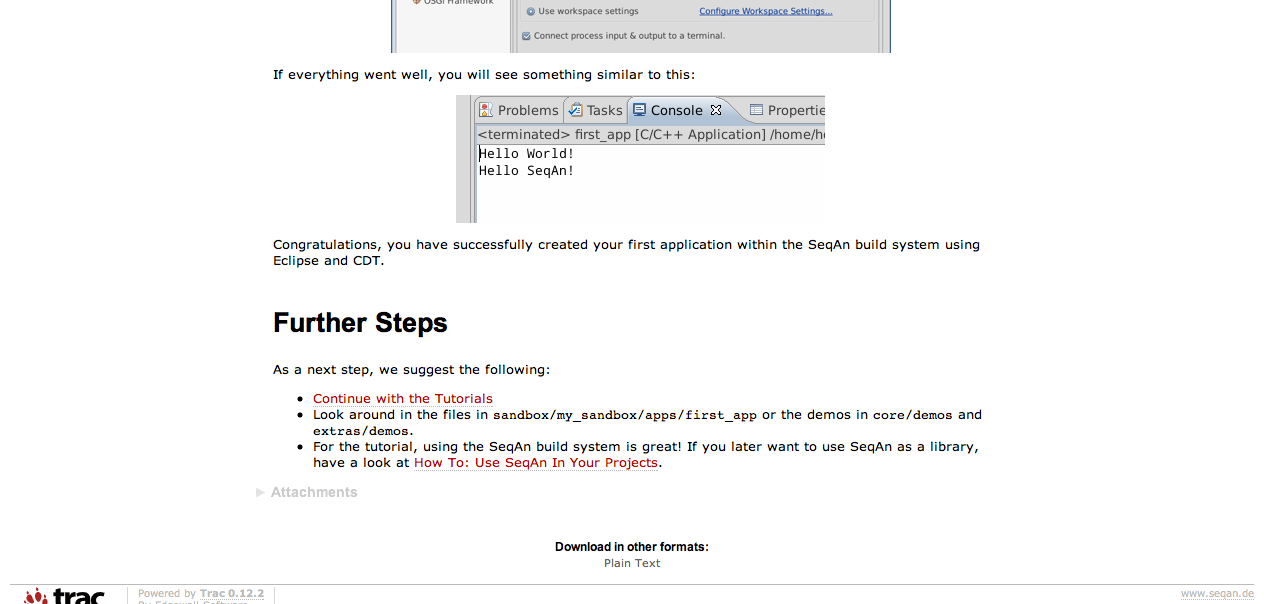 OSGi Framework
Use workspace settings
Configure Workspace Settings...
Connect process input & output to a terminal.
If everything went well, you will see something similar to this:
Problems Tasks Console Propertie
<terminated> first_app [C/C++ Application] /home/h
Hello World!
Hello SeqAn!
Congratulations, you have successfully created your first application within the SeqAn build system using
Eclipse and CDT.
Further Steps
As a next step, we suggest the following:
• Continue with the Tutorials
• Look around in the files in sandbox/my_sandbox/apps/first_app or the demos in core/demos and
extras/demos.
• For the tutorial, using the SeqAn build system is great! If you later want to use SeqAn as a library,
have a look at How To: Use SeqAn In Your Projects.
Attachments
Download in other formats:
Plain Text
trac
Powered by Trac 0.12.2
By Edgewall Software
www.seqan.de